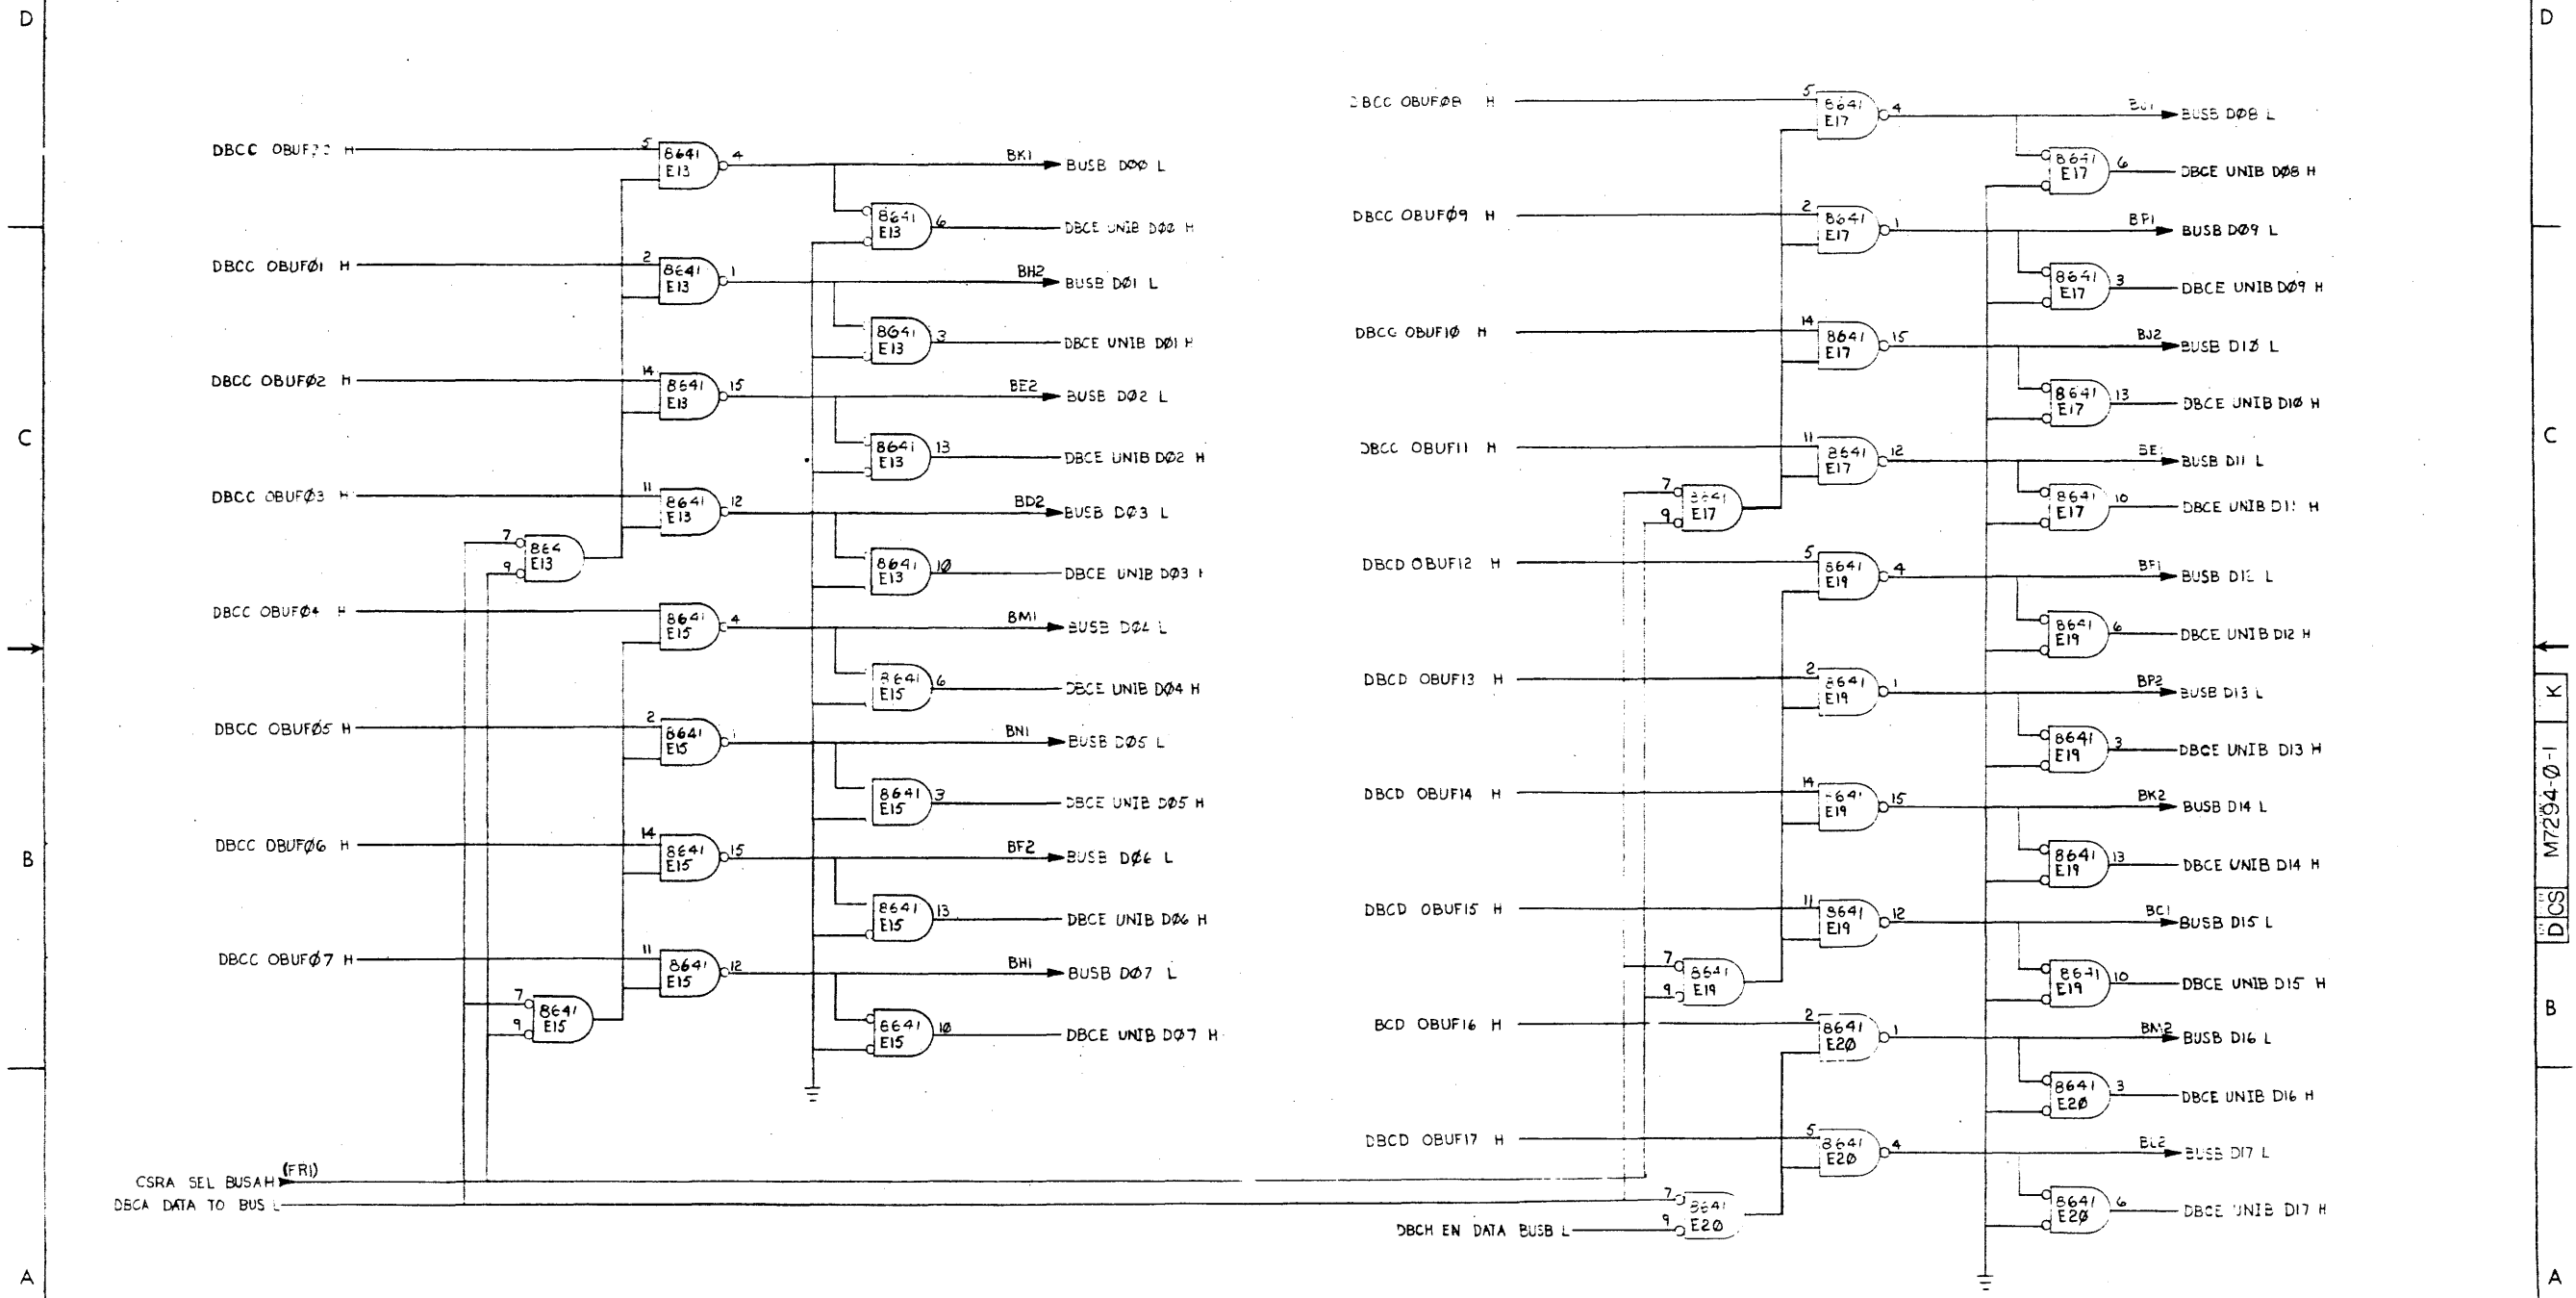 D
D
DBCC OBUF H
5
8641
E13
4
BK1
BUSB DØØ L
8641
E13
6
DBCE UNIB DØØ H
DBCC OBUFØ1 H
2
8641
E13
1
BH2
BUSB DØ1 L
8641
E13
3
DBCE UNIB DØ1 H
DBCC OBUFØ2 H
14
8641
E13
15
BE2
BUSB DØ2 L
8641
E13
13
DBCE UNIB DØ2 H
DBCC OBUFØ3 H
11
8641
E13
12
BD2
BUSB DØ3 L
8641
E13
1Ø
DBCE UNIB DØ3
7
9
864
E13
DBCC OBUFØ4 H
8641
E15
4
BM1
BUSB DØ4 L
8641
E15
6
DBCE UNIB DØ4 H
DBCC OBUFØ5 H
2
8641
E15
1
BN1
BUSB DØ5 L
8641
E15
3
DBCE UNIB DØ5 H
DBCC OBUFØ6 H
14
8641
E15
15
BF2
BUSB DØ6 L
8641
E15
13
DBCE UNIB DØ6 H
DBCC OBUFØ7 H
11
8641
E15
12
BH1
BUSB DØ7 L
8641
E15
1Ø
DBCE UNIB DØ7 H
7
9
8641
E15
CSRA SEL BUSAH
(FR1)
DBCA DATA TO BUS L
DBCC OBUFØ8 H
5
8641
E17
4
BUSB DØ8 L
8641
E17
6
DBCE UNIB DØ8 H
DBCC OBUFØ9 H
2
8641
E17
1
BUSB DØ9 L
8641
E17
3
DBCE UNIB DØ9 H
DBCC OBUF1Ø H
14
8641
E17
15
BJ2
BUSB D1Ø L
8641
E17
13
DBCE UNIB D1Ø H
DBCC OBUF11 H
11
8641
E17
12
BUSB D11 L
8641
E17
10
DBCE UNIB D11 H
7
9
8641
E17
DBCD OBUF12 H
5
8641
E19
4
BF1
BUSB D12 L
8641
E19
6
DBCE UNIB D12 H
DBCD OBUF13 H
2
8641
E19
1
BP2
BUSB D13 L
8641
E19
3
DBCE UNIB D13 H
DBCD OBUF14 H
14
641
E19
15
BK2
BUSB D14 L
8641
E19
13
DBCE UNIB D14 H
DBCD OBUF15 H
11
8641
E19
12
BC1
BUSB D15 L
8641
E19
10
DBCE UNIB D15 H
7
9
8641
E19
BCD OBUF16 H
2
8641
E2Ø
1
BM2
BUSB D16 L
8641
E2Ø
3
DBCE UNIB D16 H
DBCD OBUF17 H
5
8641
E2Ø
4
BL2
BUSB D17 L
8641
E2Ø
6
DBCE UNIB D17 H
7
9
8641
E2Ø
DBCH EN DATA BUSB L
C
C
B
B
A
A
D CS M7294-Ø-1 K